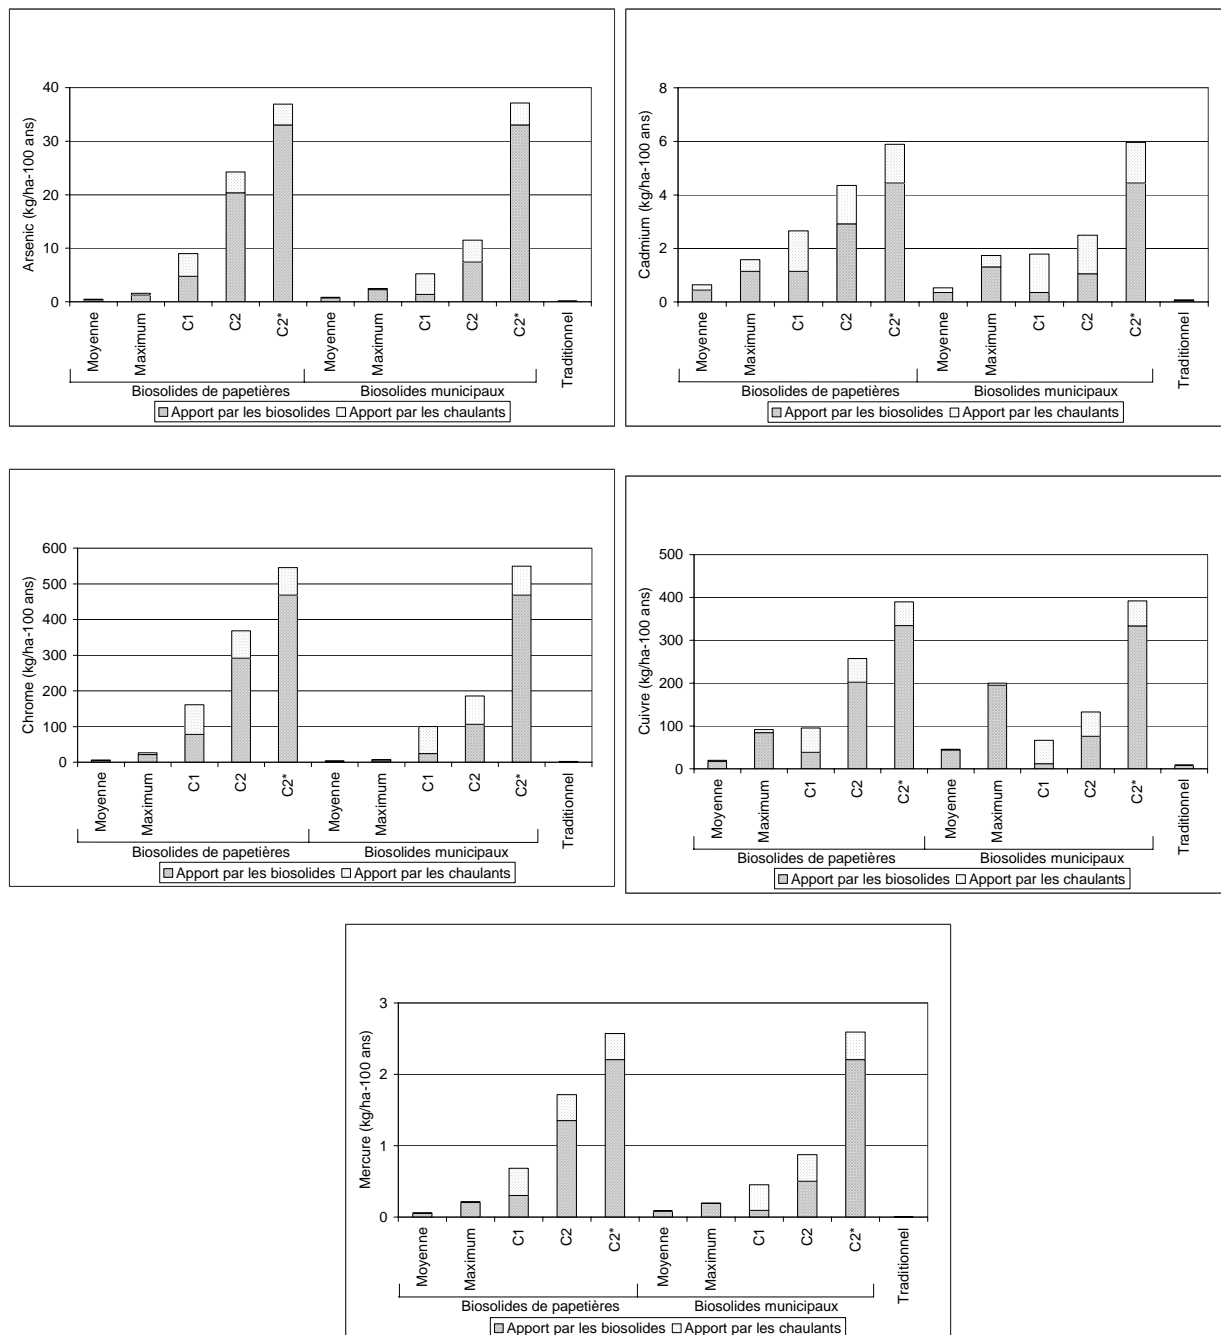 Arsenic (kg/ha-100 ans)
40
30
20
10
0
Moyenne
Maximum
C1
C2
C2*
Moyenne
Maximum
C1
C2
C2*
Traditionnel
Biosolides de papetières
Biosolides municipaux
Apport par les biosolides
Apport par les chaulants
Cadmium (kg/ha-100 ans)
8
6
4
2
0
Moyenne
Maximum
C1
C2
C2*
Moyenne
Maximum
C1
C2
C2*
Traditionnel
Biosolides de papetières
Biosolides municipaux
Apport par les biosolides
Apport par les chaulants
Chrome (kg/ha-100 ans)
600
500
400
300
200
100
0
Moyenne
Maximum
C1
C2
C2*
Moyenne
Maximum
C1
C2
C2*
Traditionnel
Biosolides de papetières
Biosolides municipaux
Apport par les biosolides
Apport par les chaulants
Cuivre (kg/ha-100 ans)
500
400
300
200
100
0
Moyenne
Maximum
C1
C2
C2*
Moyenne
Maximum
C1
C2
C2*
Traditionnel
Biosolides de papetières
Biosolides municipaux
Apport par les biosolides
Apport par les chaulants
Mercure (kg/ha-100 ans)
3
2
1
0
Moyenne
Maximum
C1
C2
C2*
Moyenne
Maximum
C1
C2
C2*
Traditionnel
Biosolides de papetières
Biosolides municipaux
Apport par les biosolides
Apport par les chaulants